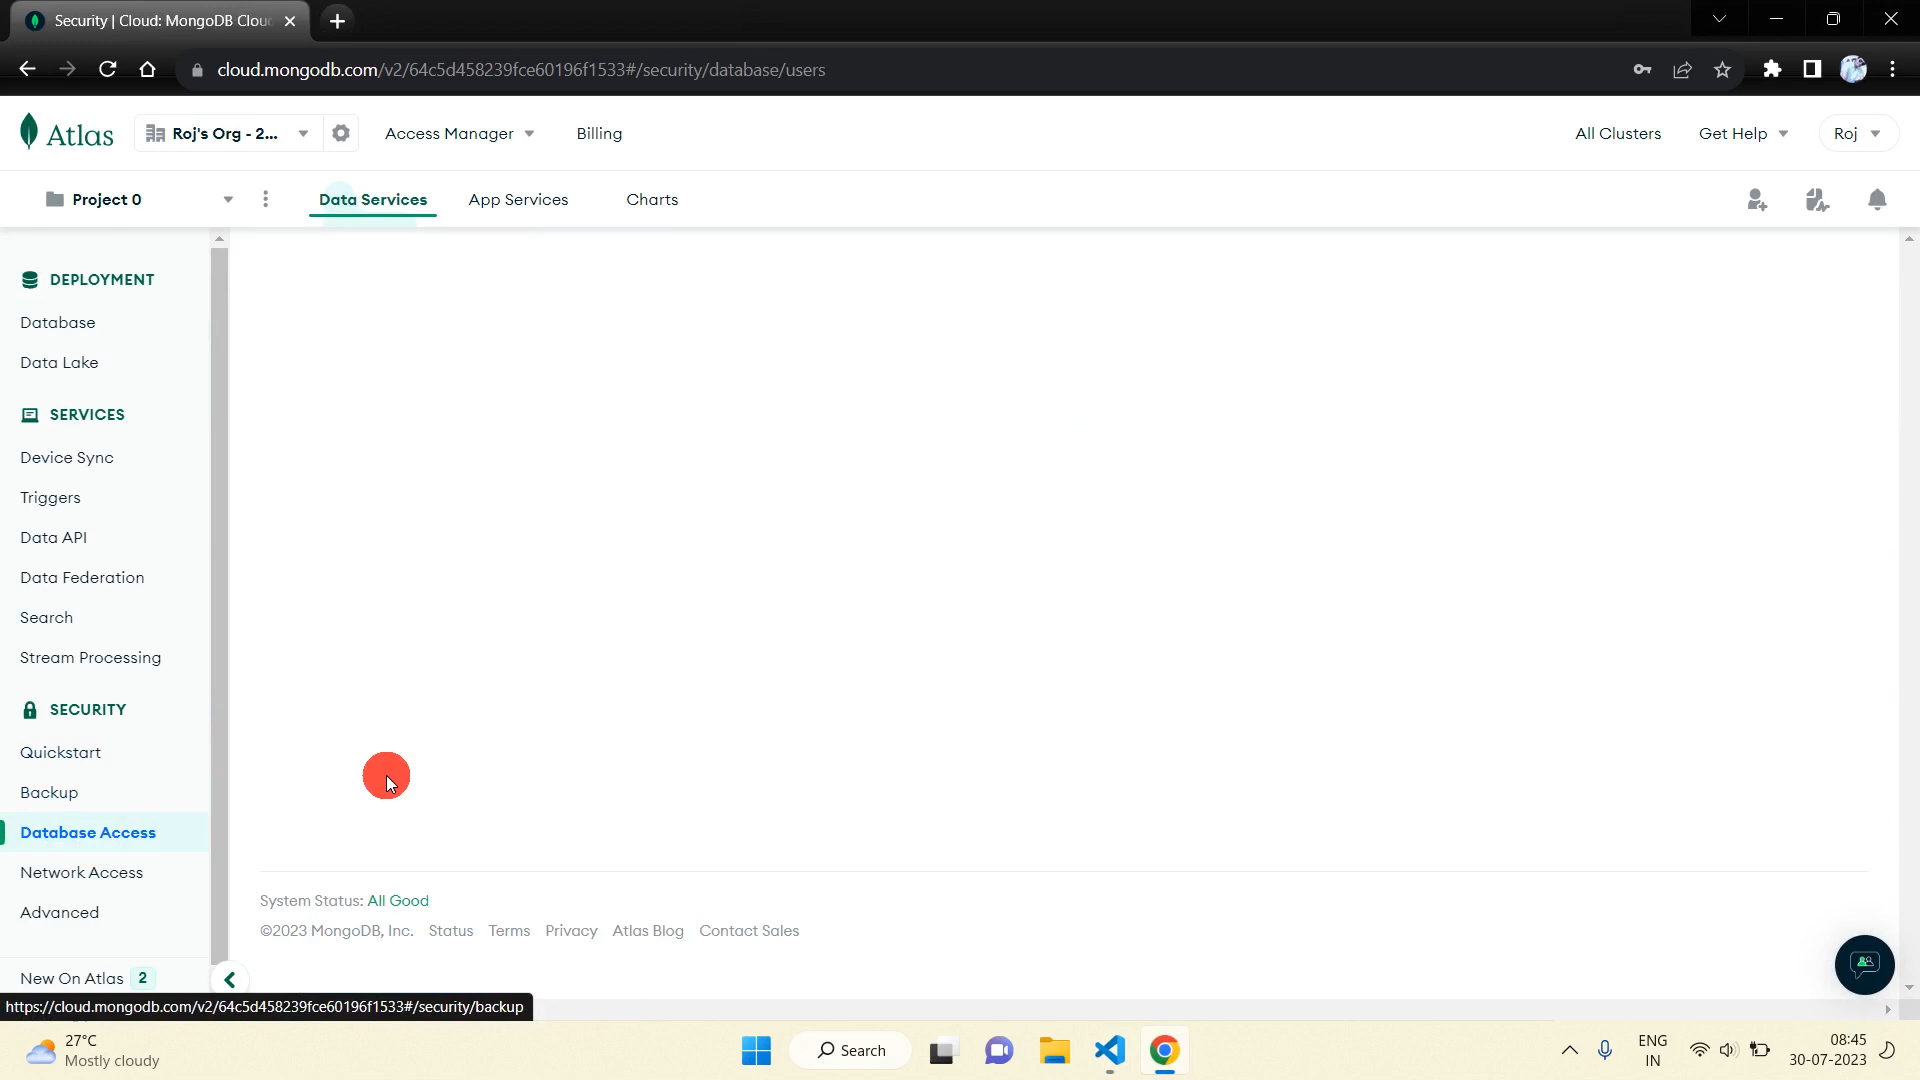 Security | Cloud: MongoDB Clou
cloud.mongodb.com/v2/64c5d458239fce60196f1533#/security/database/users
Atlas
Roj's Org - 2...
Access Manager
Billing
All Clusters
Get Help
Roj
Project 0
Data Services
App Services
Charts
DEPLOYMENT
Database
Data Lake
SERVICES
Device Sync
Triggers
Data API
Data Federation
Search
Stream Processing
SECURITY
Quickstart
Backup
Database Access
Network Access
Advanced
New On Atlas 2
System Status: All Good
©2023 MongoDB, Inc. Status Terms Privacy Atlas Blog Contact Sales
https://cloud.mongodb.com/v2/64c5d458239fce60196f1533#/security/backup
27°C
Mostly cloudy
Search
ENG
IN
08:45
30-07-2023